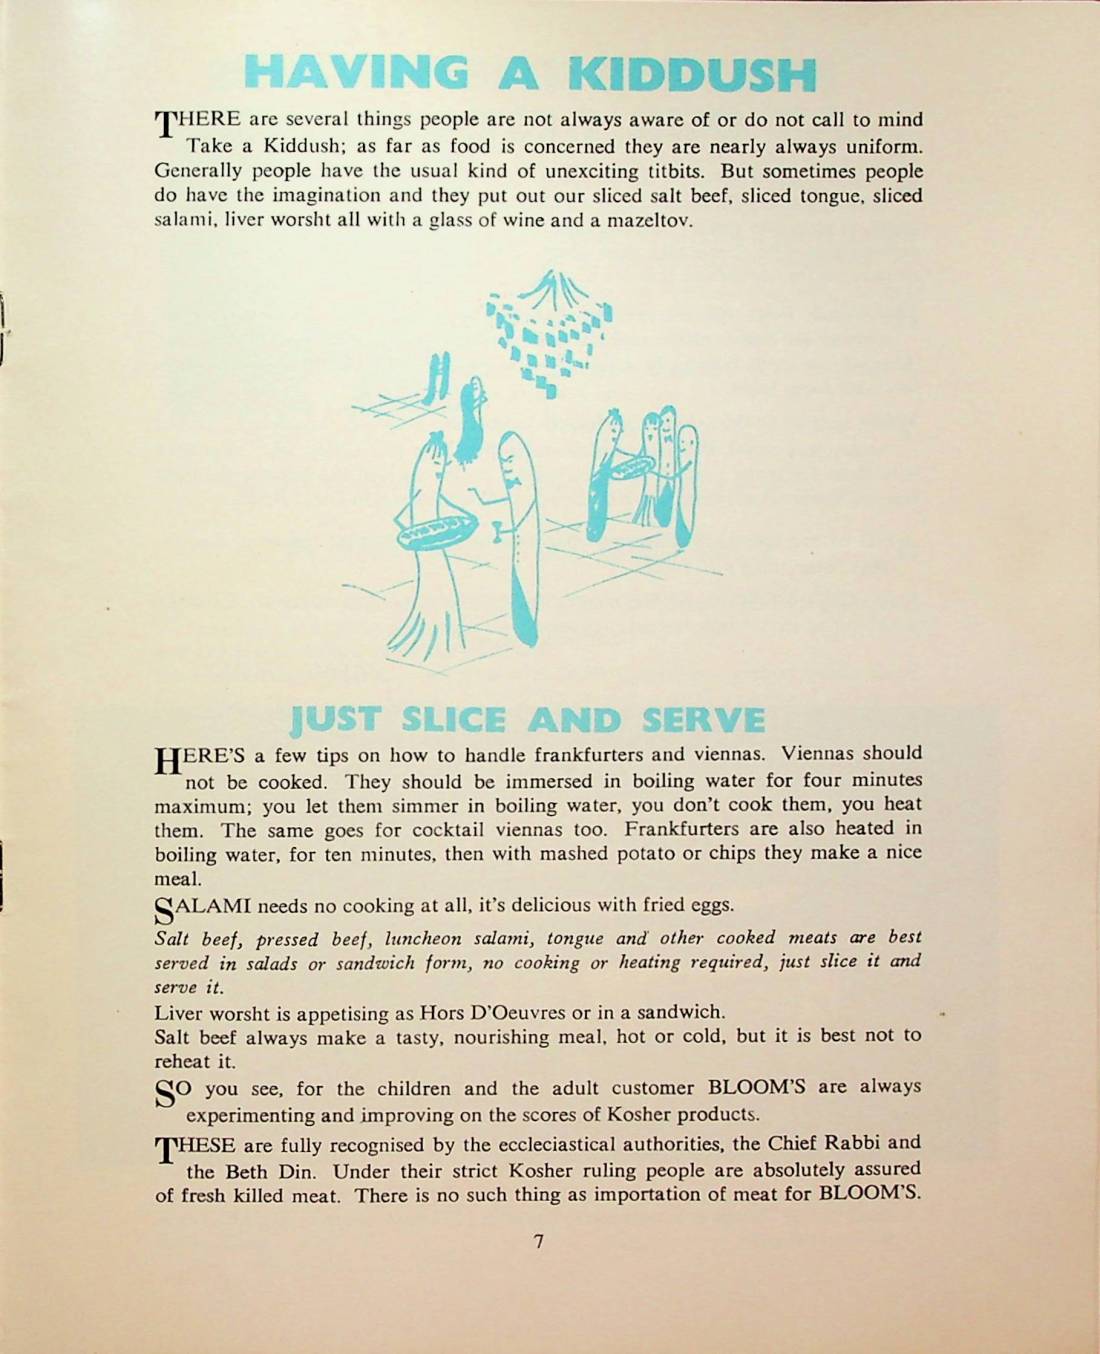 HAVING A KIDDUSH
THERE are several things people are not always aware of or do not call to mind
Take a Kiddush; as far as food is concerned they are nearly always uniform.
Generally people have the usual kind of unexciting titbits. But sometimes people
do have the imagination and they put out our sliced salt beef, sliced tongue, sliced
salami, liver worsht all with a glass of wine and a mazeltov.
JUST SLICE AND SERVE
HERE'S a few tips on how to handle frankfurters and viennas. Viennas should
not be cooked. They should be immersed in boiling water for four minutes
maximum; you let them simmer in boiling water, you don't cook them, you heat
them. The same goes for cocktail viennas too. Frankfurters are also heated in
boiling water, for ten minutes, then with mashed potato or chips they make a nice
meal.
SALAMI needs no cooking at all, it's delicious with fried eggs.
Salt beef, pressed beef, luncheon salami, tongue and other cooked meats are best
served in salads or sandwich form, no cooking or heating required, just slice it and
serve it.
Liver worsht is appetising as Hors D'Oeuvres or in a sandwich.
Salt beef always make a tasty, nourishing meal, hot or cold, but it is best not to
reheat it.
SO you see, for the children and the adult customer BLOOM'S are always
experimenting and improving on the scores of Kosher products.
THESE are fully recognised by the eccleciastical authorities, the Chief Rabbi and
the Beth Din. Under their strict Kosher ruling people are absolutely assured
of fresh killed meat. There is no such thing as importation of meat for BLOOM'S.
7